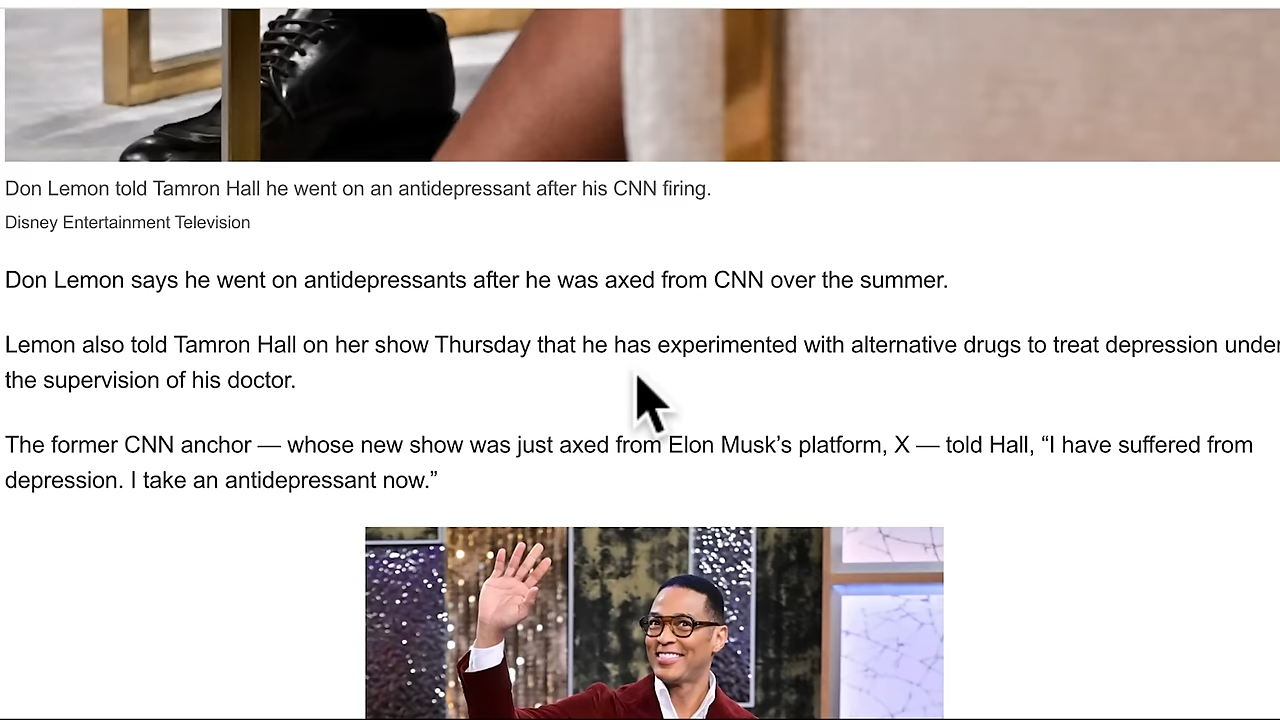 Don Lemon told Tamron Hall he went on an antidepressant after his CNN firing.
Disney Entertainment Television
Don Lemon says he went on antidepressants after he was axed from CNN over the summer.
Lemon also told Tamron Hall on her show Thursday that he has experimented with alternative drugs to treat depression under
the supervision of his doctor.
The former CNN anchor — whose new show was just axed from Elon Musk’s platform, X — told Hall, “I have suffered from
depression. I take an antidepressant now.”